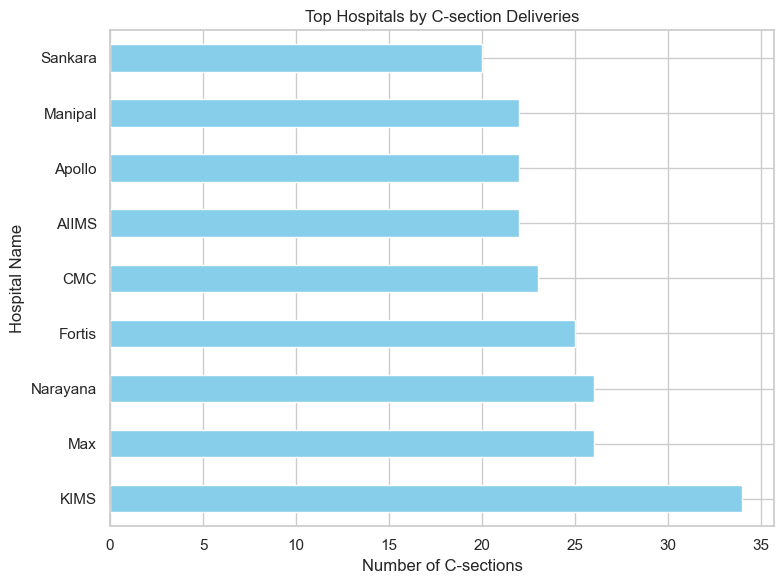 Top Hospitals by C-section Deliveries
Hospital Name
Sankara
Manipal
Apollo
AIIMS
CMC
Fortis
Narayana
Max
KIMS
0 5 10 15 20 25 30 35
Number of C-sections